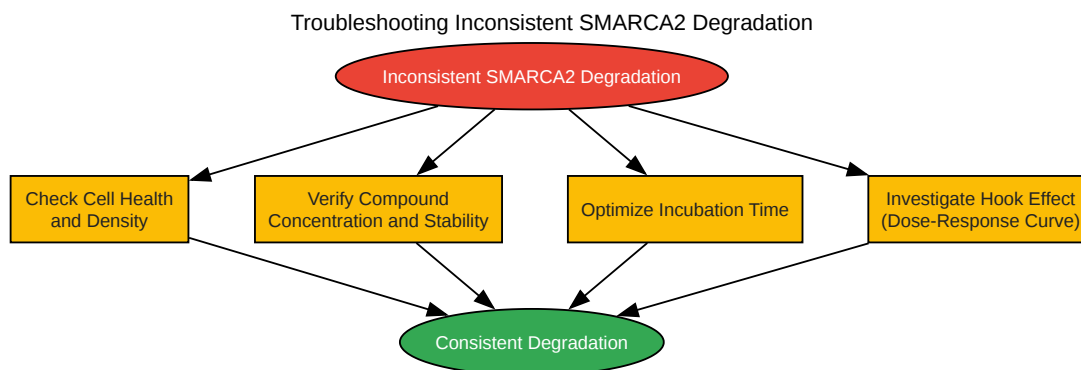 Troubleshooting Inconsistent SMARCA2 Degradation
Inconsistent SMARCA2 Degradation
Check Cell Health
and Density
Verify Compound
Concentration and Stability
Optimize Incubation Time
Investigate Hook Effect
(Dose-Response Curve)
Consistent Degradation